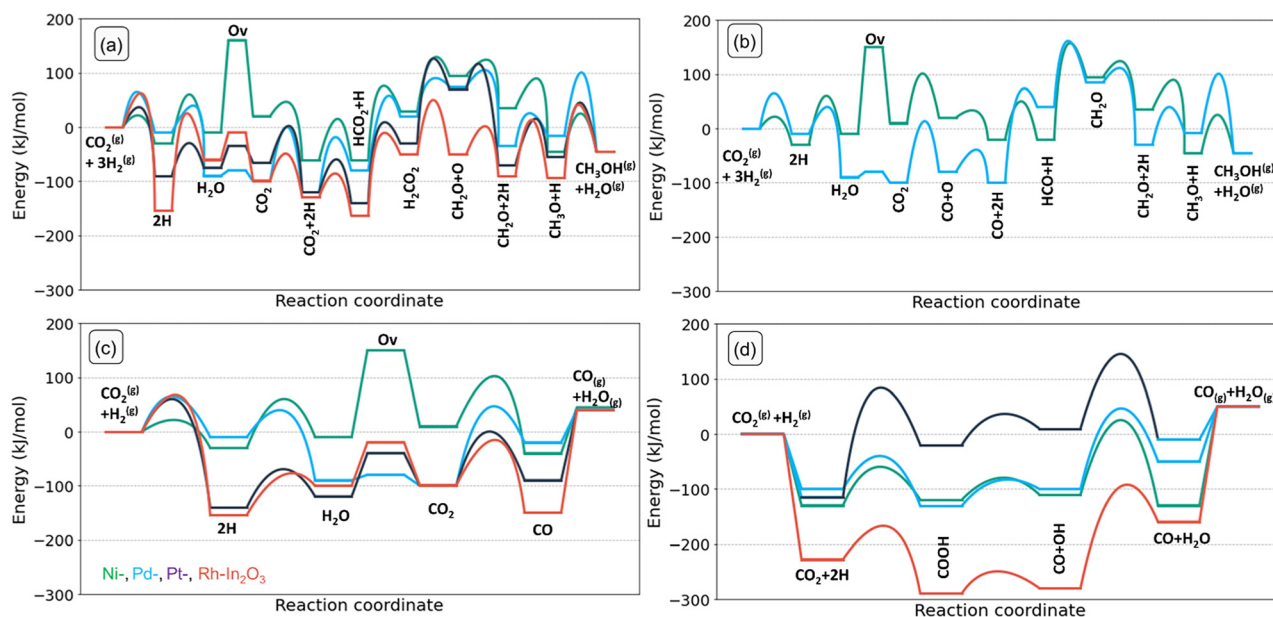 (a)
Energy (kJ/mol)
200
100
0
−100
−200
−300
CO₂⁽ᵍ⁾
+ 3H₂⁽ᵍ⁾
2H
H₂O
Ov
CO₂
CO₂+2H
HCO₂+H
H₂CO₂
CH₂O+O
CH₂O+2H
CH₃O+H
CH₃OH⁽ᵍ⁾
+H₂O⁽ᵍ⁾
Reaction coordinate
(b)
Energy (kJ/mol)
200
100
0
−100
−200
−300
CO₂⁽ᵍ⁾
+ 3H₂⁽ᵍ⁾
2H
H₂O
Ov
CO₂
CO+O
CO+2H
HCO+H
CH₂O
CH₂O+2H
CH₃O+H
CH₃OH⁽ᵍ⁾
+H₂O⁽ᵍ⁾
Reaction coordinate
(c)
Energy (kJ/mol)
200
100
0
−100
−200
−300
CO₂⁽ᵍ⁾
+H₂⁽ᵍ⁾
2H
H₂O
Ov
CO₂
CO
CO₍g₎
+H₂O₍g₎
Ni-, Pd-, Pt-, Rh-In₂O₃
Reaction coordinate
(d)
Energy (kJ/mol)
200
100
0
−100
−200
−300
CO₂⁽ᵍ⁾+H₂⁽ᵍ⁾
CO₂+2H
COOH
CO+OH
CO+H₂O
CO₍g₎+H₂O₍g₎
Reaction coordinate